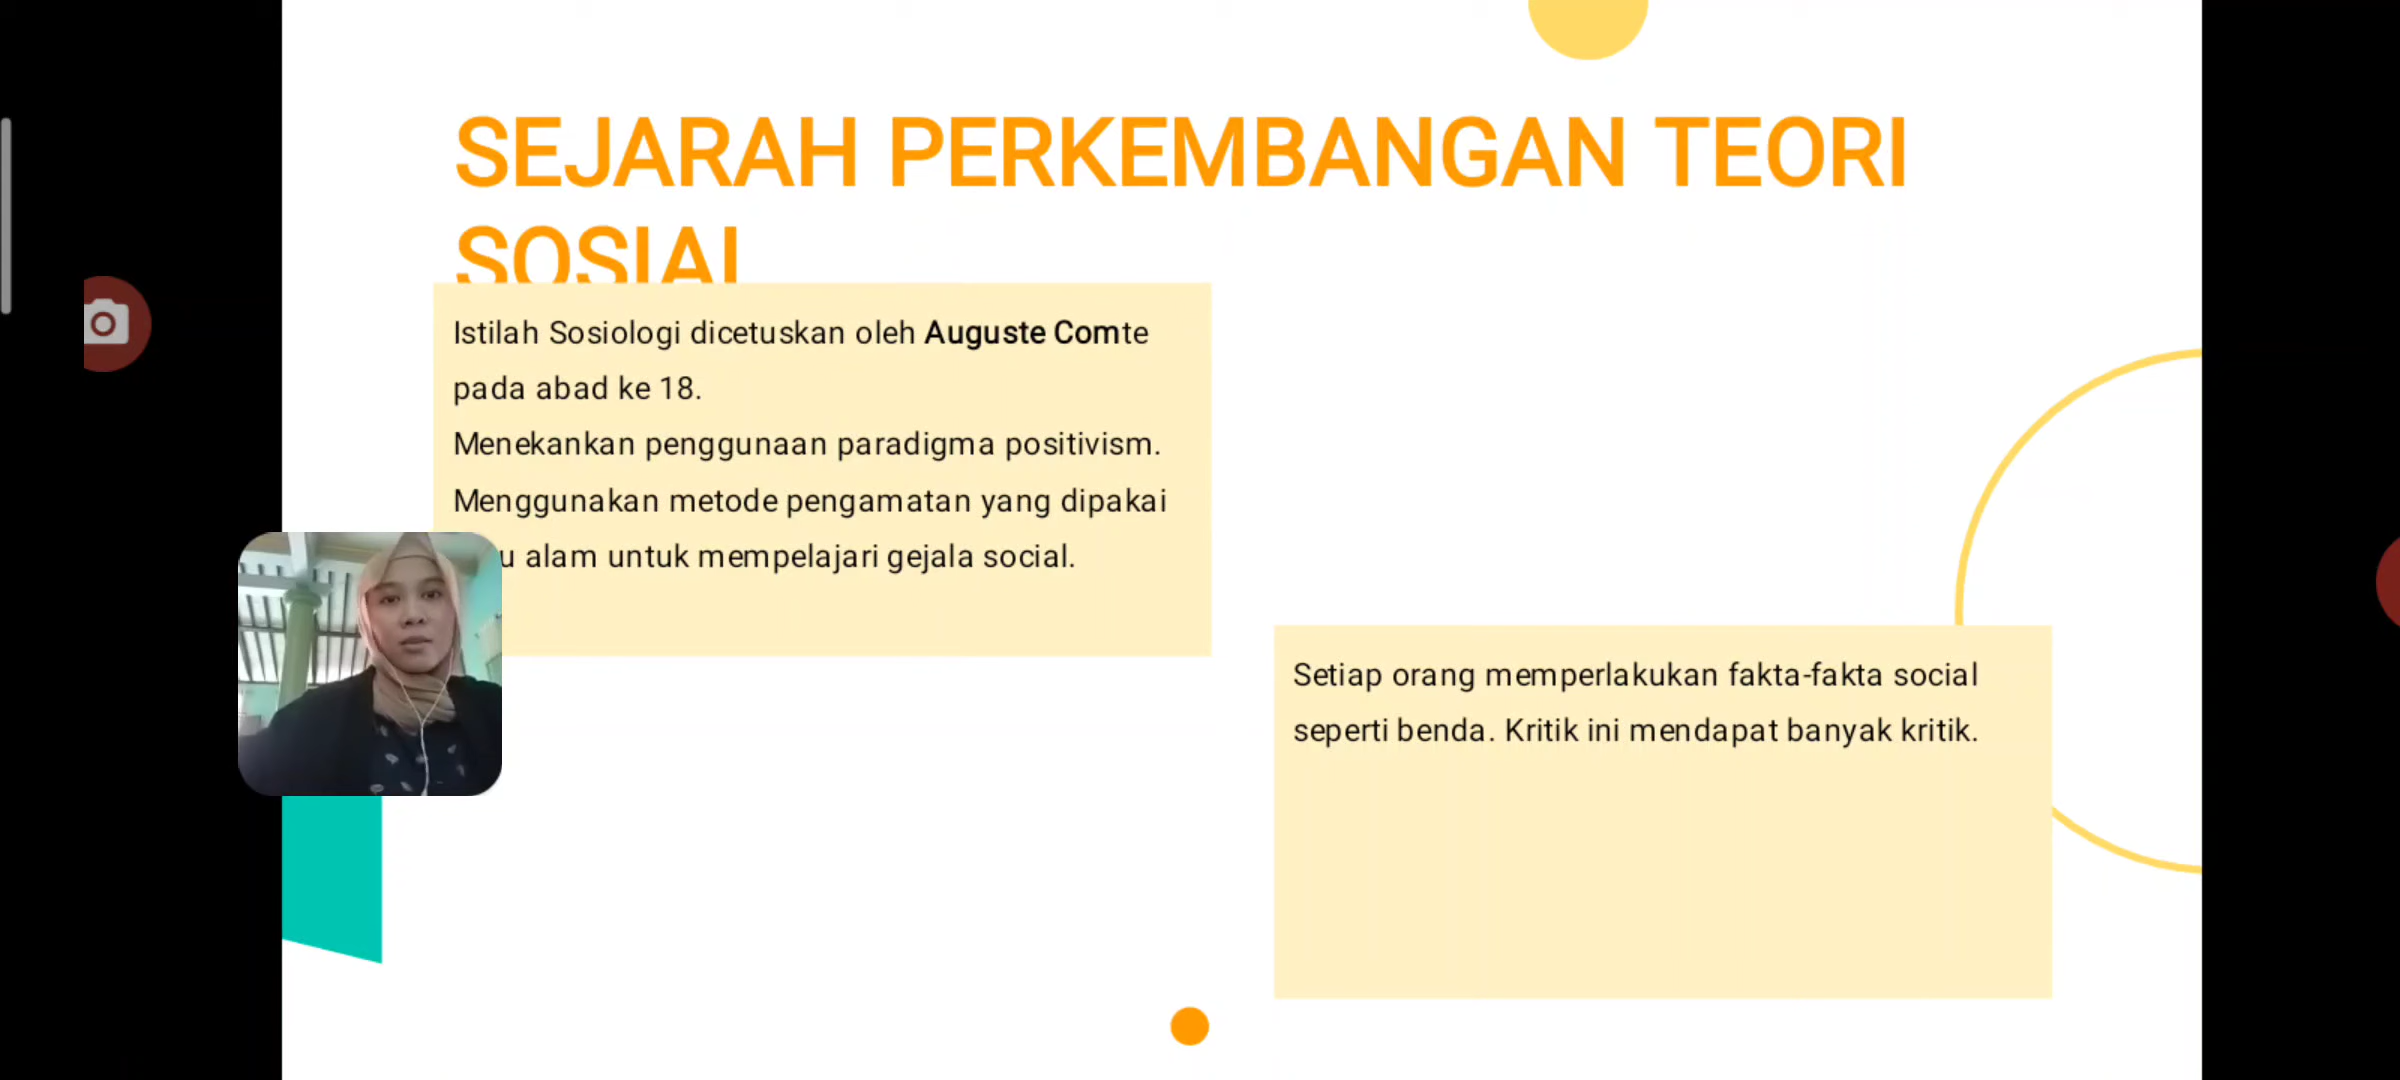 SEJARAH PERKEMBANGAN TEORI
SOSIAL
Istilah Sosiologi dicetuskan oleh Auguste Comte
pada abad ke 18.
Menekankan penggunaan paradigma positivism.
Menggunakan metode pengamatan yang dipakai
alam untuk mempelajari gejala social.
Setiap orang memperlakukan fakta-fakta social
seperti benda. Kritik ini mendapat banyak kritik.